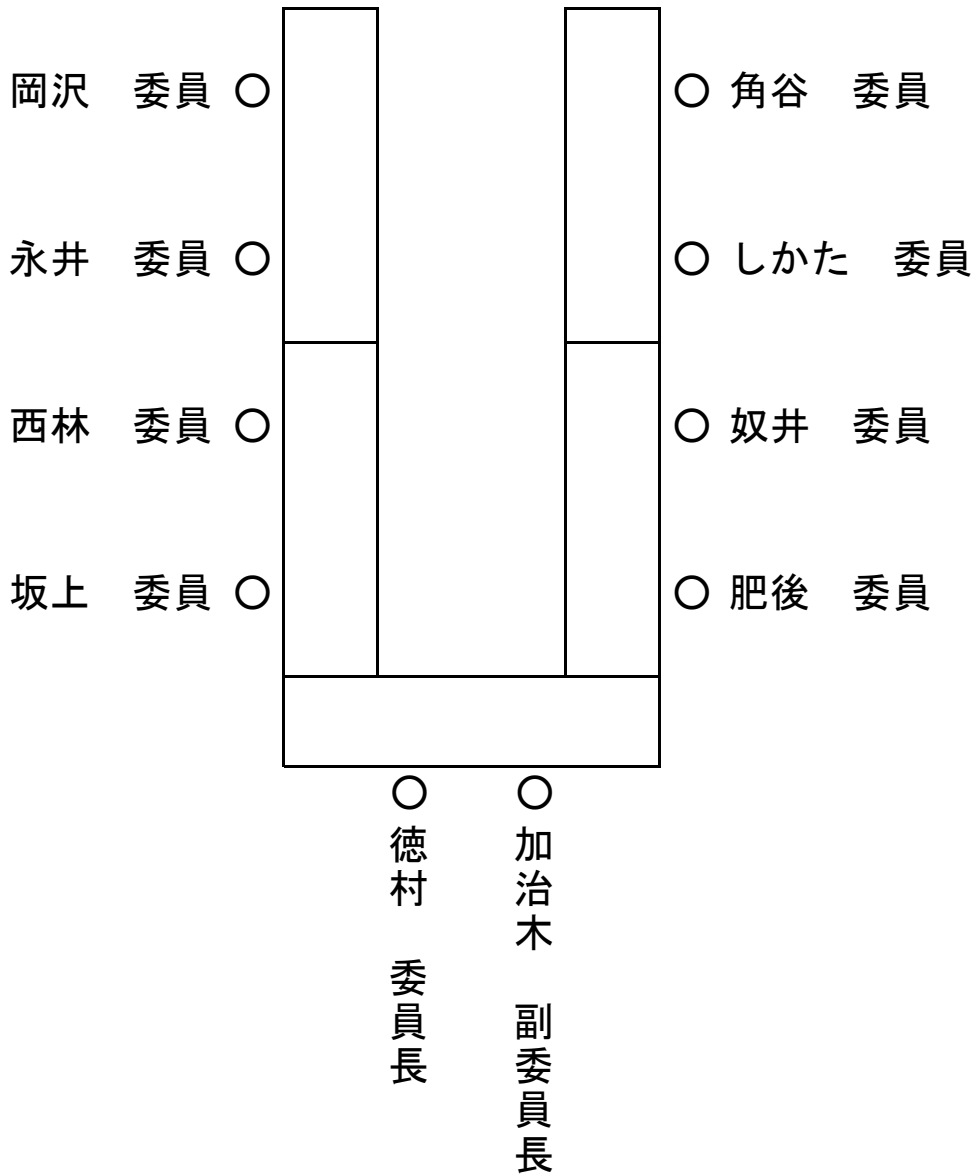 岡沢　委員 ○
○ 角谷　委員
永井　委員 ○
○ しかた　委員
西林　委員 ○
○ 奴井　委員
坂上　委員 ○
○ 肥後　委員
○ 徳村　委員長
○ 加治木　副委員長